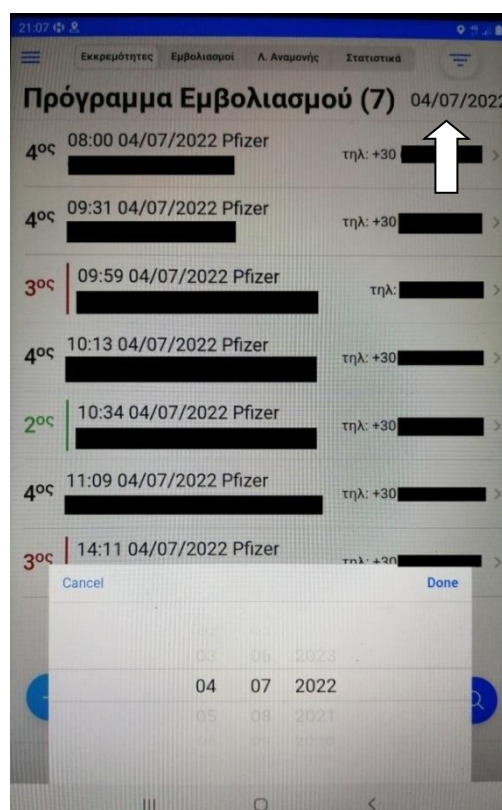 21:07
Εκκρεμότητες Εμβολιασμοί Λ. Αναμονής Στατιστικά
Πρόγραμμα Εμβολιασμού (7) 04/07/2022
4ος 08:00 04/07/2022 Pfizer
τηλ: +30
4ος 09:31 04/07/2022 Pfizer
τηλ: +30
3ος 09:59 04/07/2022 Pfizer
τηλ:
4ος 10:13 04/07/2022 Pfizer
τηλ: +30
2ος 10:34 04/07/2022 Pfizer
τηλ: +30
4ος 11:09 04/07/2022 Pfizer
τηλ: +30
3ος 14:11 04/07/2022 Pfizer
τηλ: +30
Cancel Done
03 06 2023
04 07 2022
05 08 2021